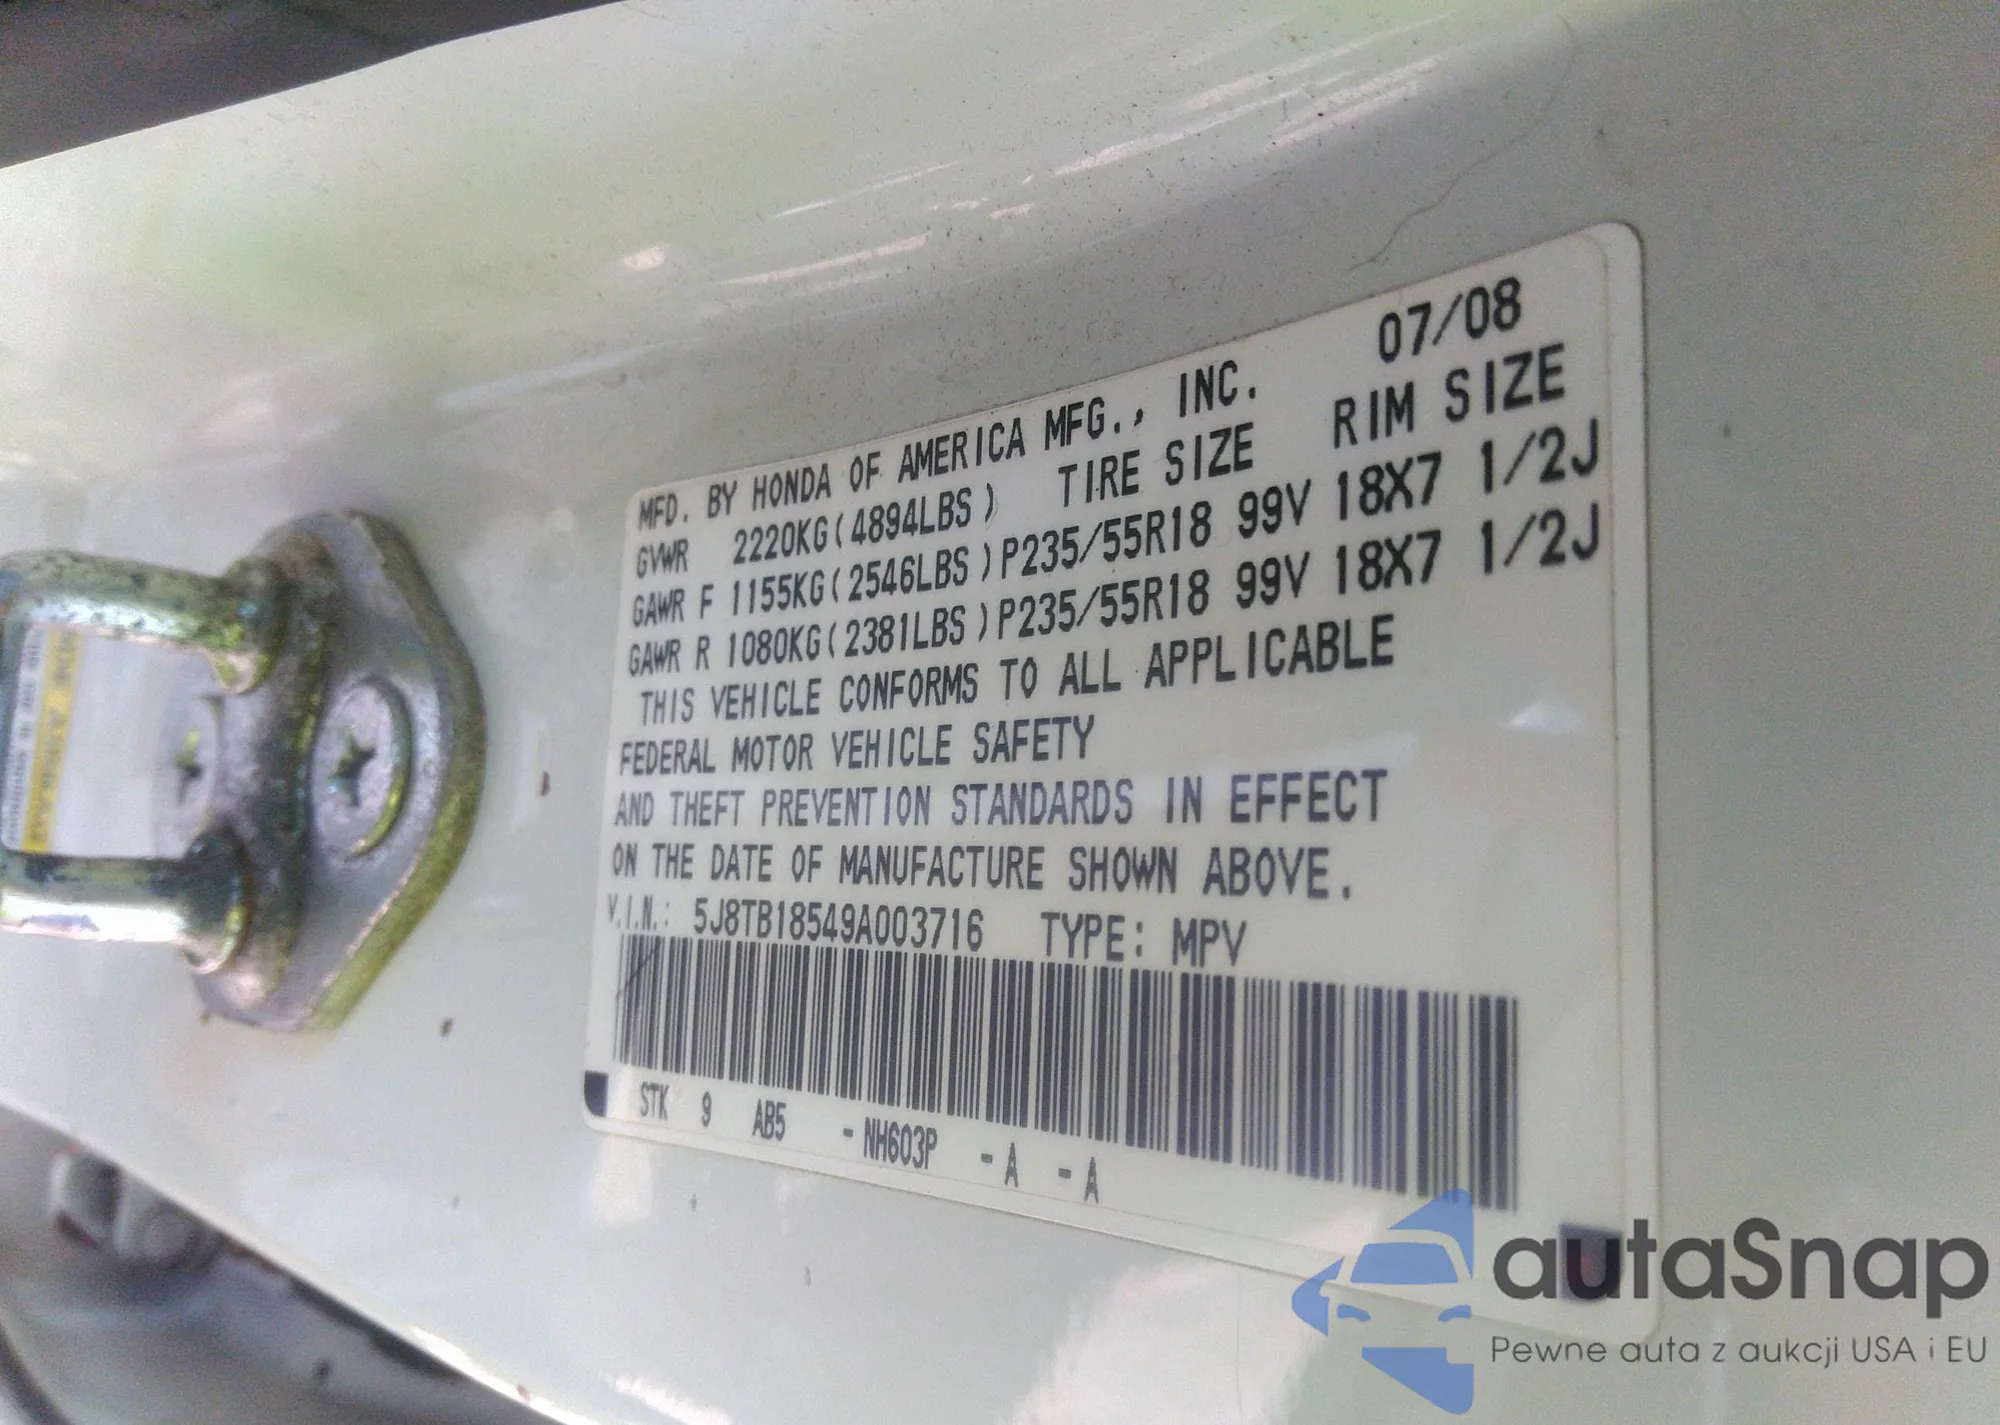 MFD. BY HONDA OF AMERICA MFG., INC. 07/08
GVWR 2220KG(4894LBS) TIRE SIZE RIM SIZE
GAWR F 1155KG(2546LBS)P235/55R18 99V 18X7 1/2J
GAWR R 1080KG(2381LBS)P235/55R18 99V 18X7 1/2J
THIS VEHICLE CONFORMS TO ALL APPLICABLE
FEDERAL MOTOR VEHICLE SAFETY
AND THEFT PREVENTION STANDARDS IN EFFECT
ON THE DATE OF MANUFACTURE SHOWN ABOVE.
V.I.N.: 5J8TB18549A003716 TYPE: MPV
STK 9 AB5 -NH603P -A -A
autaSnap
Pewne auta z aukcji USA i EU